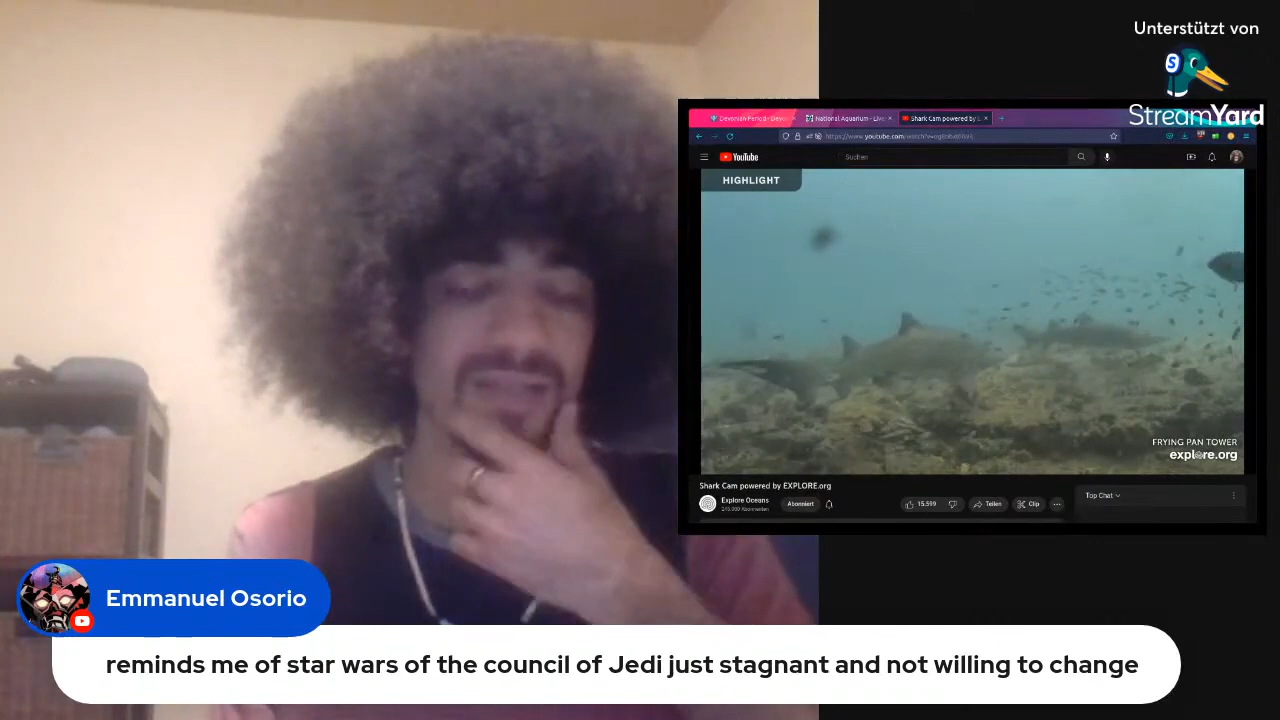 Unterstützt von
StreamYard
Devonian Period - Devo
National Aquarium - Live
Shark Cam powered by E
YouTube
Suchen
HIGHLIGHT
FRYING PAN TOWER
explore.org
Shark Cam powered by EXPLORE.org
Explore Oceans
Abonniert
15.599
Teilen
Clip
Top Chat
Emmanuel Osorio
reminds me of star wars of the council of Jedi just stagnant and not willing to change